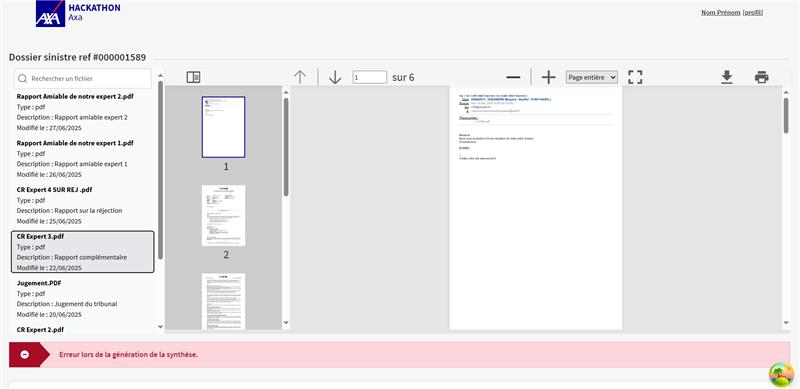 AXA
HACKATHON
Axa
Nom Prénom [profil]
Dossier sinistre ref #000001589
Rechercher un fichier
1 sur 6
Page entière
Rapport Amiable de notre expert 2.pdf
Type : pdf
Description : Rapport amiable expert 2
Modifié le : 27/06/2025
Rapport Amiable de notre expert 1.pdf
Type : pdf
Description : Rapport amiable expert 1
Modifié le : 26/06/2025
CR Expert 4 SUR REJ .pdf
Type : pdf
Description : Rapport sur la réjection
Modifié le : 25/06/2025
CR Expert 3.pdf
Type : pdf
Description : Rapport complémentaire
Modifié le : 22/06/2025
Jugement.PDF
Type : pdf
Description : Jugement du tribunal
Modifié le : 20/06/2025
CR Expert 2.pdf
1
2
Erreur lors de la génération de la synthèse.